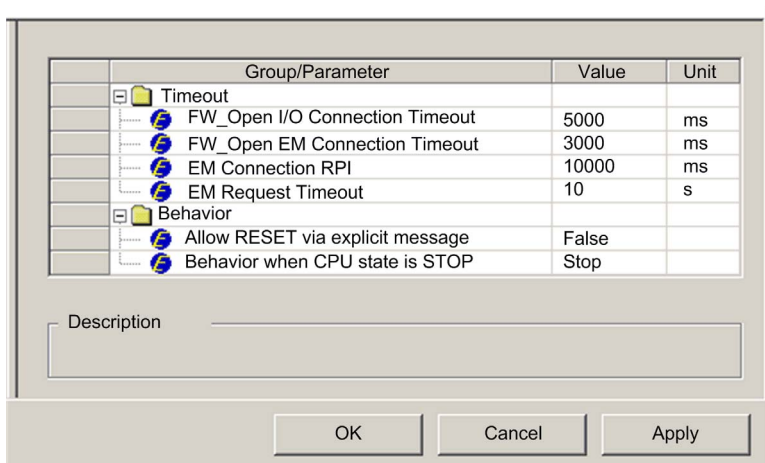 Group/Parameter Value Unit
Timeout
FW_Open I/O Connection Timeout 5000 ms
FW_Open EM Connection Timeout 3000 ms
EM Connection RPI 10000 ms
EM Request Timeout 10 s
Behavior
Allow RESET via explicit message False
Behavior when CPU state is STOP Stop
Description
OK Cancel Apply